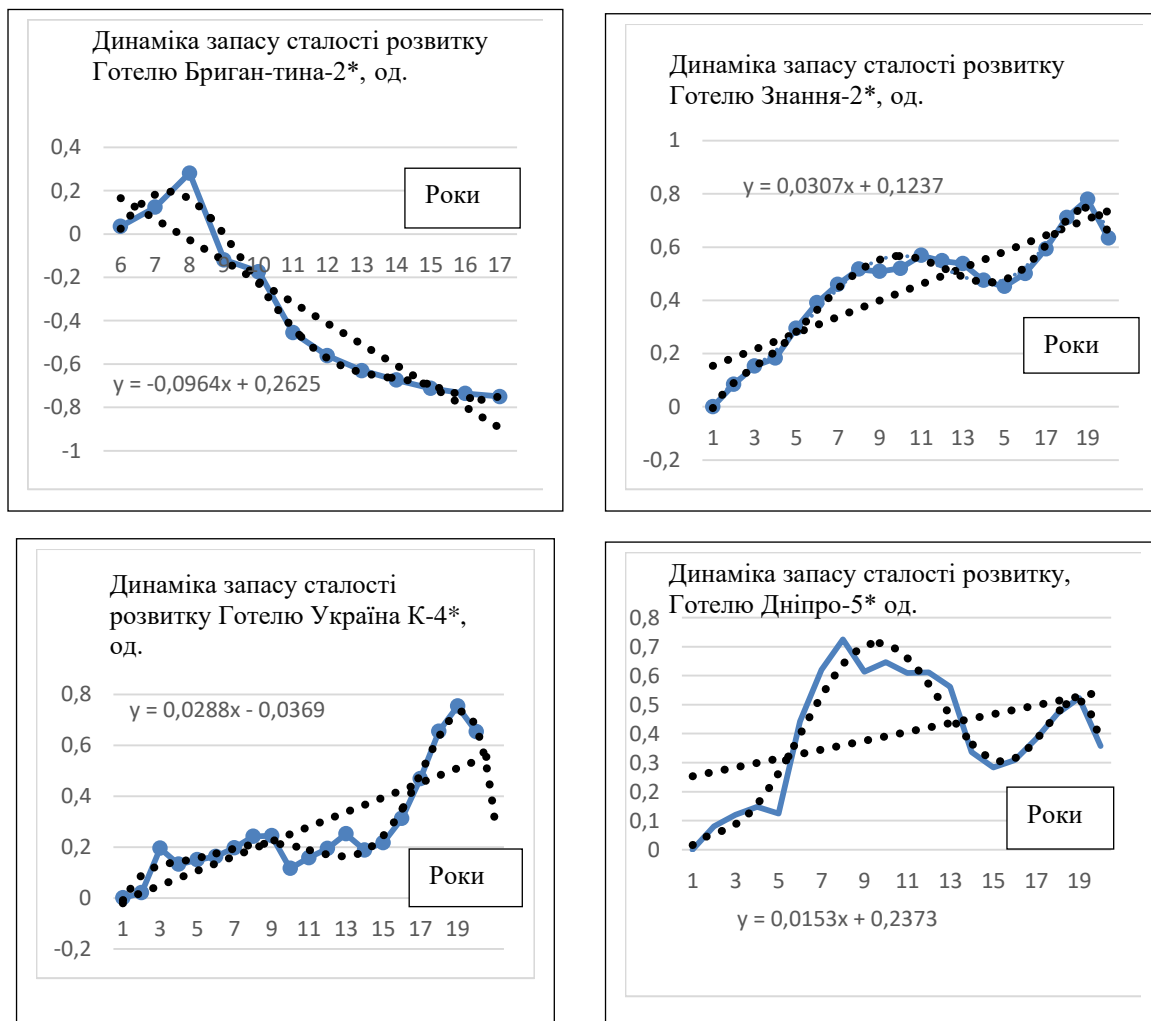 Динаміка запасу сталості розвитку
Готелю Бриган-тина-2*, од.
0,4
0,2
0
-0,2
-0,4
-0,6
-0,8
-1
Роки
6 7 8 9 10 11 12 13 14 15 16 17
y = -0,0964x + 0,2625
Динаміка запасу сталості розвитку
Готелю Знання-2*, од.
1
0,8
0,6
0,4
0,2
0
-0,2
y = 0,0307x + 0,1237
Роки
1 3 5 7 9 11 13 5 17 19
Динаміка запасу сталості
розвитку Готелю Україна К-4*,
од.
0,8
0,6
0,4
0,2
0
-0,2
y = 0,0288x - 0,0369
Роки
1 3 5 7 9 11 13 15 17 19
Динаміка запасу сталості розвитку,
Готелю Дніпро-5* од.
0,8
0,7
0,6
0,5
0,4
0,3
0,2
0,1
0
Роки
1 3 5 7 9 11 13 15 17 19
y = 0,0153x + 0,2373